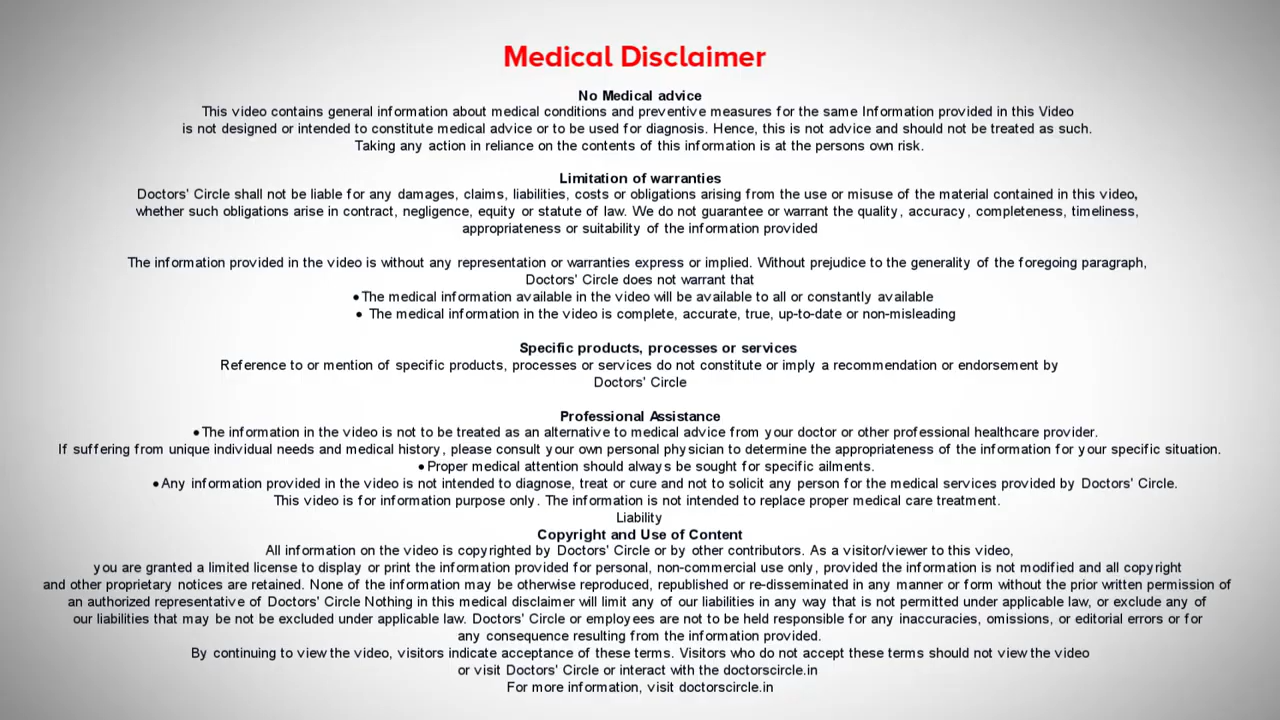 Medical Disclaimer
No Medical advice
This video contains general information about medical conditions and preventive measures for the same Information provided in this Video
is not designed or intended to constitute medical advice or to be used for diagnosis. Hence, this is not advice and should not be treated as such.
Taking any action in reliance on the contents of this information is at the persons own risk.
Limitation of warranties
Doctors' Circle shall not be liable for any damages, claims, liabilities, costs or obligations arising from the use or misuse of the material contained in this video,
whether such obligations arise in contract, negligence, equity or statute of law. We do not guarantee or warrant the quality, accuracy, completeness, timeliness,
appropriateness or suitability of the information provided
The information provided in the video is without any representation or warranties express or implied. Without prejudice to the generality of the foregoing paragraph,
Doctors' Circle does not warrant that
•The medical information available in the video will be available to all or constantly available
• The medical information in the video is complete, accurate, true, up-to-date or non-misleading
Specific products, processes or services
Reference to or mention of specific products, processes or services do not constitute or imply a recommendation or endorsement by
Doctors' Circle
Professional Assistance
•The information in the video is not to be treated as an alternative to medical advice from your doctor or other professional healthcare provider.
If suffering from unique individual needs and medical history, please consult your own personal physician to determine the appropriateness of the information for your specific situation.
•Proper medical attention should always be sought for specific ailments.
•Any information provided in the video is not intended to diagnose, treat or cure and not to solicit any person for the medical services provided by Doctors' Circle.
This video is for information purpose only. The information is not intended to replace proper medical care treatment.
Liability
Copyright and Use of Content
All information on the video is copyrighted by Doctors' Circle or by other contributors. As a visitor/viewer to this video,
you are granted a limited license to display or print the information provided for personal, non-commercial use only, provided the information is not modified and all copyright
and other proprietary notices are retained. None of the information may be otherwise reproduced, republished or re-disseminated in any manner or form without the prior written permission of
an authorized representative of Doctors' Circle Nothing in this medical disclaimer will limit any of our liabilities in any way that is not permitted under applicable law, or exclude any of
our liabilities that may be not be excluded under applicable law. Doctors' Circle or employees are not to be held responsible for any inaccuracies, omissions, or editorial errors or for
any consequence resulting from the information provided.
By continuing to view the video, visitors indicate acceptance of these terms. Visitors who do not accept these terms should not view the video
or visit Doctors' Circle or interact with the doctorscircle.in
For more information, visit doctorscircle.in